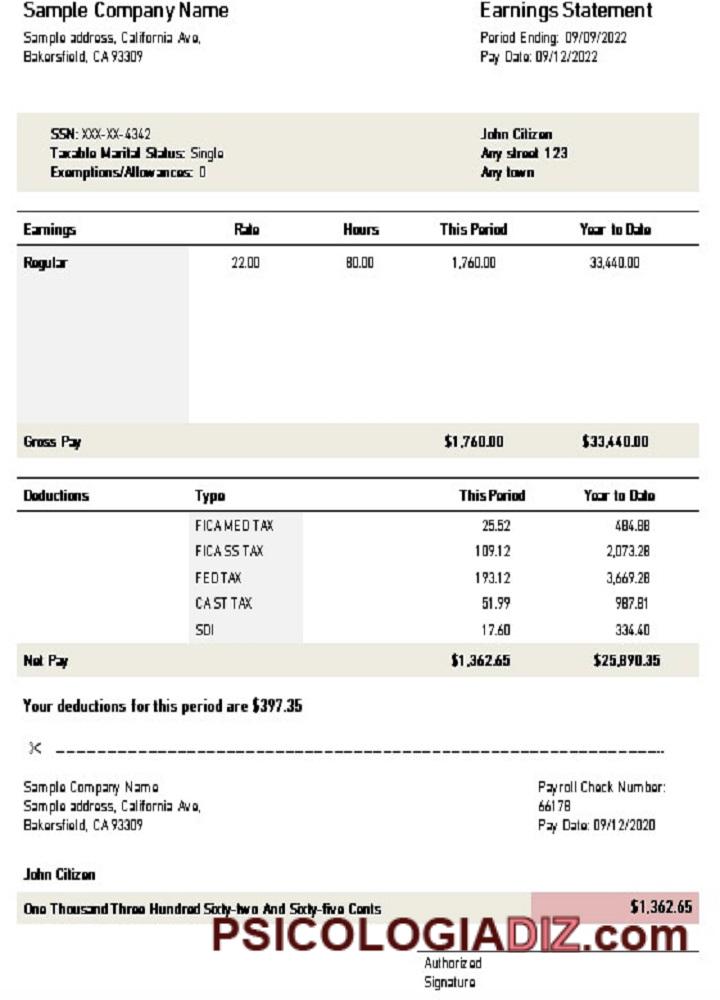 Sample Company Name
Earnings Statement
Sample address, California Ave,
Bakersfield, CA 93309
Period Ending: 09/09/2022
Pay Date: 09/12/2022
SSN: XXX-XX-4342
Taxable Marital Status: Single
Exemptions/Allowances: 0
John Citizen
Any street 123
Any town
Earnings Rate Hours This Period Year to Date
Regular 22.00 80.00 1,760.00 33,440.00
Gross Pay $1,760.00 $33,440.00
Deductions Type This Period Year to Date
FICA MED TAX 25.52 484.88
FICA SS TAX 109.12 2,073.28
FED TAX 193.12 3,669.28
CA ST TAX 51.99 987.81
SDI 17.60 334.40
Net Pay $1,362.65 $25,890.35
Your deductions for this period are $397.35
Sample Company Name
Sample address, California Ave,
Bakersfield, CA 93309
Payroll Check Number:
66178
Pay Date: 09/12/2020
John Citizen
One Thousand Three Hundred Sixty-two And Sixty-five Cents $1,362.65
PSICOLOGIADIZ.com
Authorized
Signature